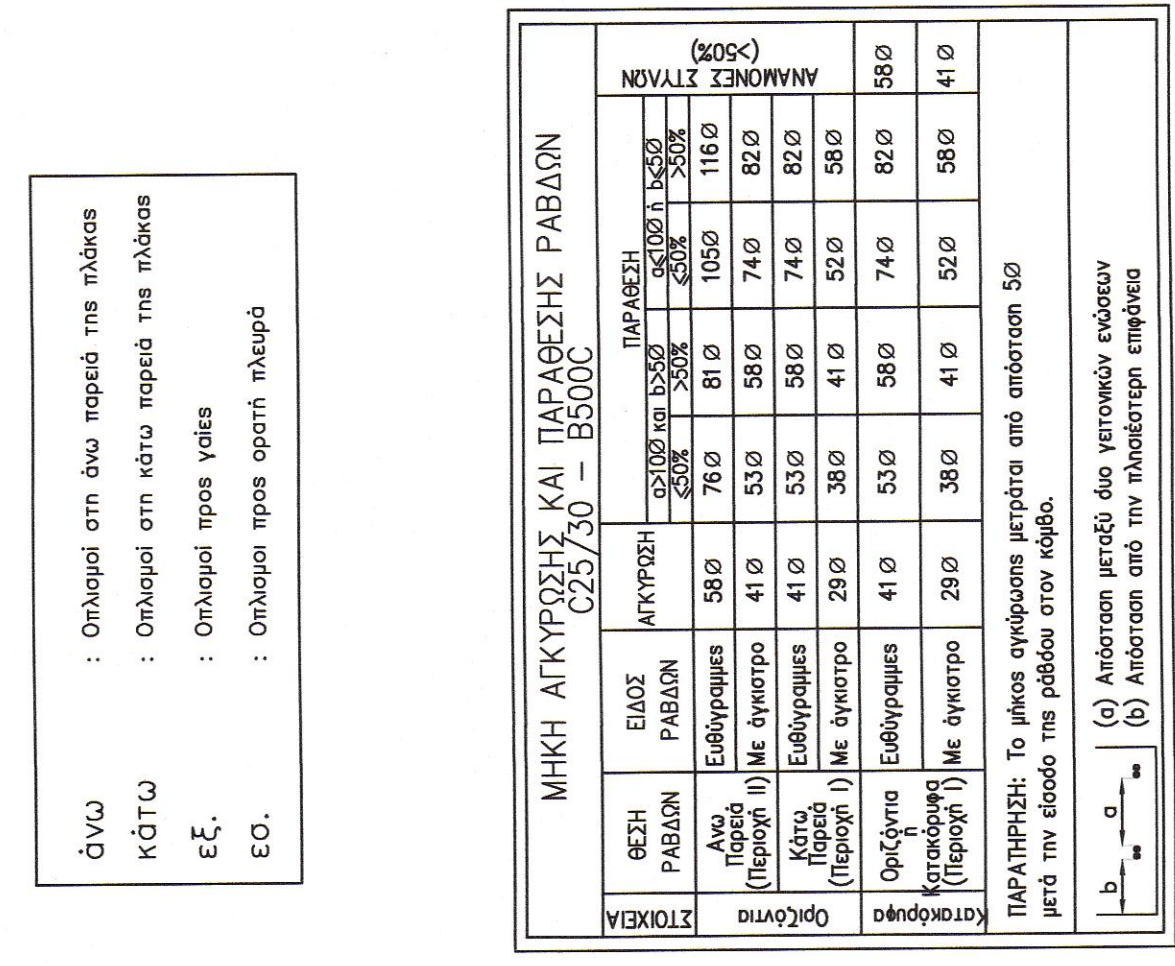 άνω : Οπλισμοί στη άνω παρειά της πλάκας
κάτω : Οπλισμοί στη κάτω παρειά της πλάκας
εξ. : Οπλισμοί προς γαίες
εσ. : Οπλισμοι προς ορατή πλευρά
ΜΗΚΗ ΑΓΚΥΡΩΣΗΣ ΚΑΙ ΠΑΡΑΘΕΣΗΣ ΡΑΒΔΩΝ
C25/30 – B500C
ΣΤΟΙΧΕΙΑ
ΘΕΣΗ ΡΑΒΔΩΝ
ΕΙΔΟΣ ΡΑΒΔΩΝ
ΑΓΚΥΡΩΣΗ
ΠΑΡΑΘΕΣΗ
ΑΝΑΜΟΝΕΣ ΣΤΥΛΩΝ (>50%)
a>10Ø και b>5Ø a⩽10Ø ή b⩽5Ø
⩽50% >50% ⩽50% >50%
Οριζόντια
Ανω Παρειά (Περιοχή ΙΙ)
Ευθύγραμμες 58Ø 76Ø 81Ø 105Ø 116Ø
Με άγκιστρο 41Ø 53Ø 58Ø 74Ø 82Ø
Κάτω Παρειά (Περιοχή Ι)
Ευθύγραμμες 41Ø 53Ø 58Ø 74Ø 82Ø
Με άγκιστρο 29Ø 38Ø 41Ø 52Ø 58Ø
Κατακόρυφα
Οριζόντια ή Κατακόρυφα (Περιοχή Ι)
Ευθύγραμμες 41Ø 53Ø 58Ø 74Ø 82Ø 58Ø
Με άγκιστρο 29Ø 38Ø 41Ø 52Ø 58Ø 41Ø
ΠΑΡΑΤΗΡΗΣΗ: Το μήκος αγκύρωσης μετράται από απόσταση 5Ø
μετά την είσοδο της ράβδου στον κόμβο.
b a
(a) Απόσταση μεταξύ δυο γειτονικών ενώσεων
(b) Απόσταση από την πλησιέστερη επιφάνεια